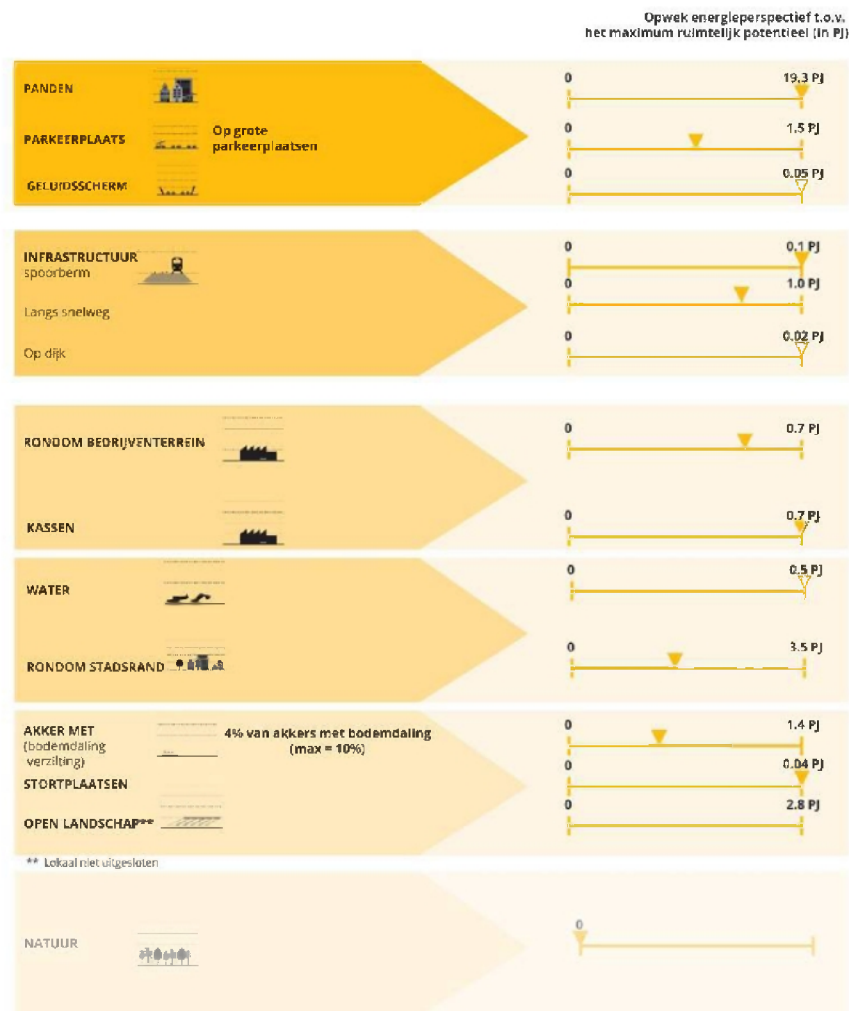 Opwek energieperspectief t.o.v.
het maximum ruimtelijk potentieel (in PJ)
PANDEN
0 19.3 PJ
PARKEERPLAATS
Op grote
parkeerplaatsen
0 1.5 PJ
GELUIDSSCHERM
0 0.05 PJ
INFRASTRUCTUUR
spoorberm
0 0.1 PJ
Langs snelweg
0 1.0 PJ
Op dijk
0 0.02 PJ
RONDOM BEDRIJVENTERREIN
0 0.7 PJ
KASSEN
0 0.7 PJ
WATER
0 0.5 PJ
RONDOM STADSRAND
0 3.5 PJ
AKKER MET
(bodemdaling
verzilting)
4% van akkers met bodemdaling
(max = 10%)
0 1.4 PJ
STORTPLAATSEN
0 0.04 PJ
OPEN LANDSCHAP**
0 2.8 PJ
** Lokaal niet uitgesloten
NATUUR
0